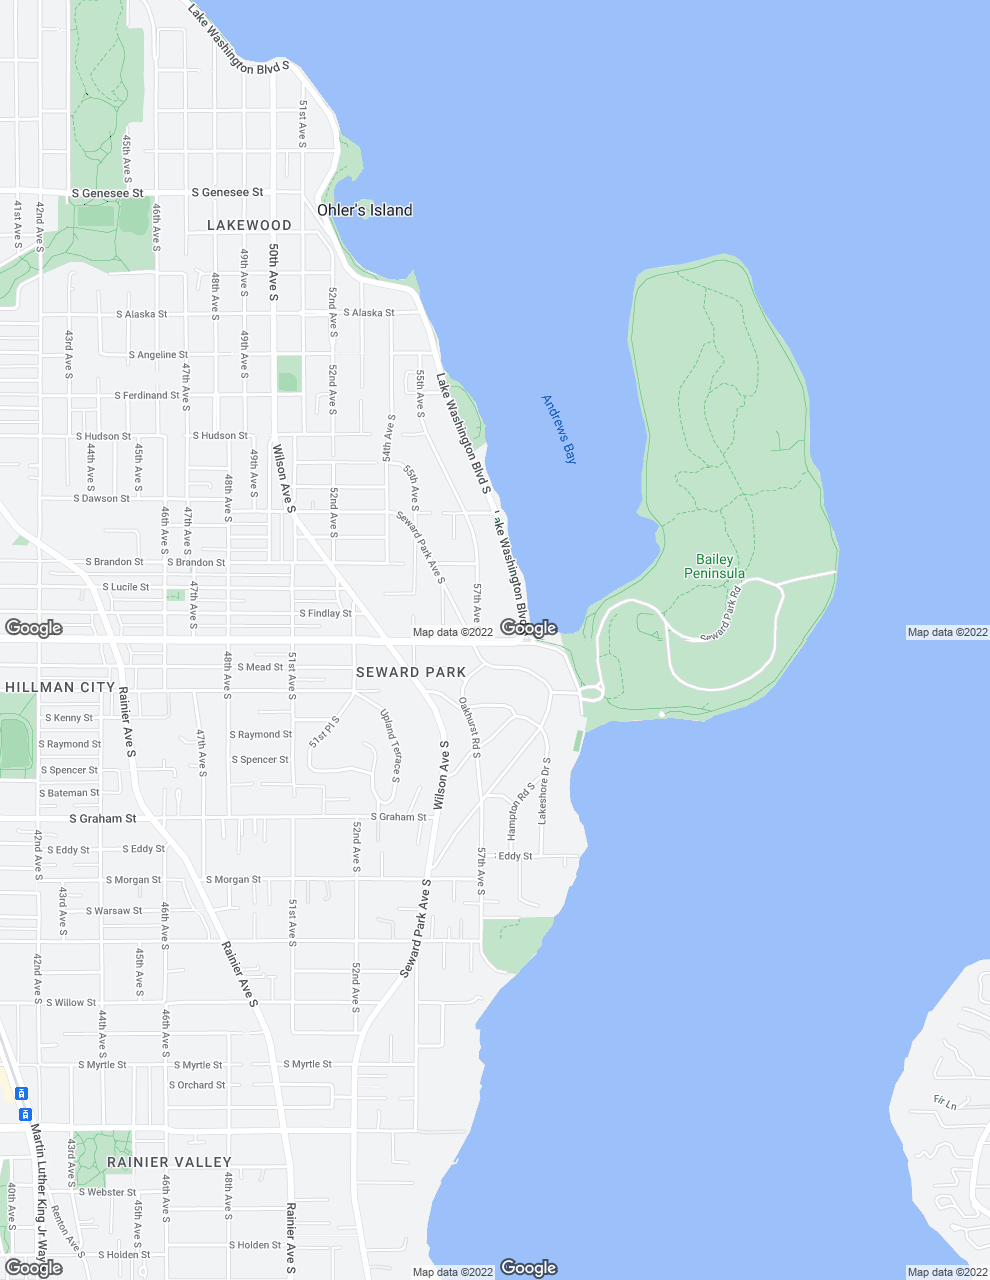 Lake Washington Blvd S
51st Ave S
45th Ave S
S Genesee St
S Genesee St
41st Ave S
42nd Ave S
46th Ave S
Ohler's Island
LAKEWOOD
50th Ave S
49th Ave S
48th Ave S
52nd Ave S
S Alaska St
S Alaska St
43rd Ave S
49th Ave S
S Angeline St
47th Ave S
52nd Ave S
55th Ave S
Lake Washington Blvd S
Andrews Bay
S Ferdinand St
S Hudson St
S Hudson St
54th Ave S
44th Ave S
45th Ave S
49th Ave S
Wilson Ave S
55th Ave S
48th Ave S
S Dawson St
52nd Ave S
46th Ave S
47th Ave S
Seward Park Ave S
Lake Washington Blvd
S Brandon St
S Brandon St
Bailey
Peninsula
S Lucile St
47th Ave S
57th Ave
S Findlay St
Seward Park Rd
Google
Map data ©2022
Google
Map data ©2022
48th Ave S
S Mead St
51st Ave S
SEWARD PARK
HILLMAN CITY
Rainier Ave S
S Kenny St
51st Pl S
Upland Terrace S
Oakhurst Rd S
47th Ave S
S Raymond St
S Raymond St
S Spencer St
S Spencer St
Wilson Ave S
Lakeshore Dr S
Hampton Rd S
S Bateman St
S Graham St
S Graham St
42nd Ave S
52nd Ave S
S Eddy St
S Eddy St
Eddy St
57th Ave S
S Morgan St
S Morgan St
43rd Ave S
46th Ave S
S Warsaw St
51st Ave S
Seward Park Ave S
Rainier Ave S
42nd Ave S
45th Ave S
52nd Ave S
S Willow St
44th Ave S
46th Ave S
S Myrtle St
S Myrtle St
S Myrtle St
S Orchard St
Fir Ln
Martin Luther King Jr Way
43rd Ave S
RAINIER VALLEY
40th Ave S
S Webster St
46th Ave S
48th Ave S
45th Ave S
Renton Ave S
Rainier Ave S
S Holden St
S Holden St
Google
Map data ©2022
Google
Map data ©2022